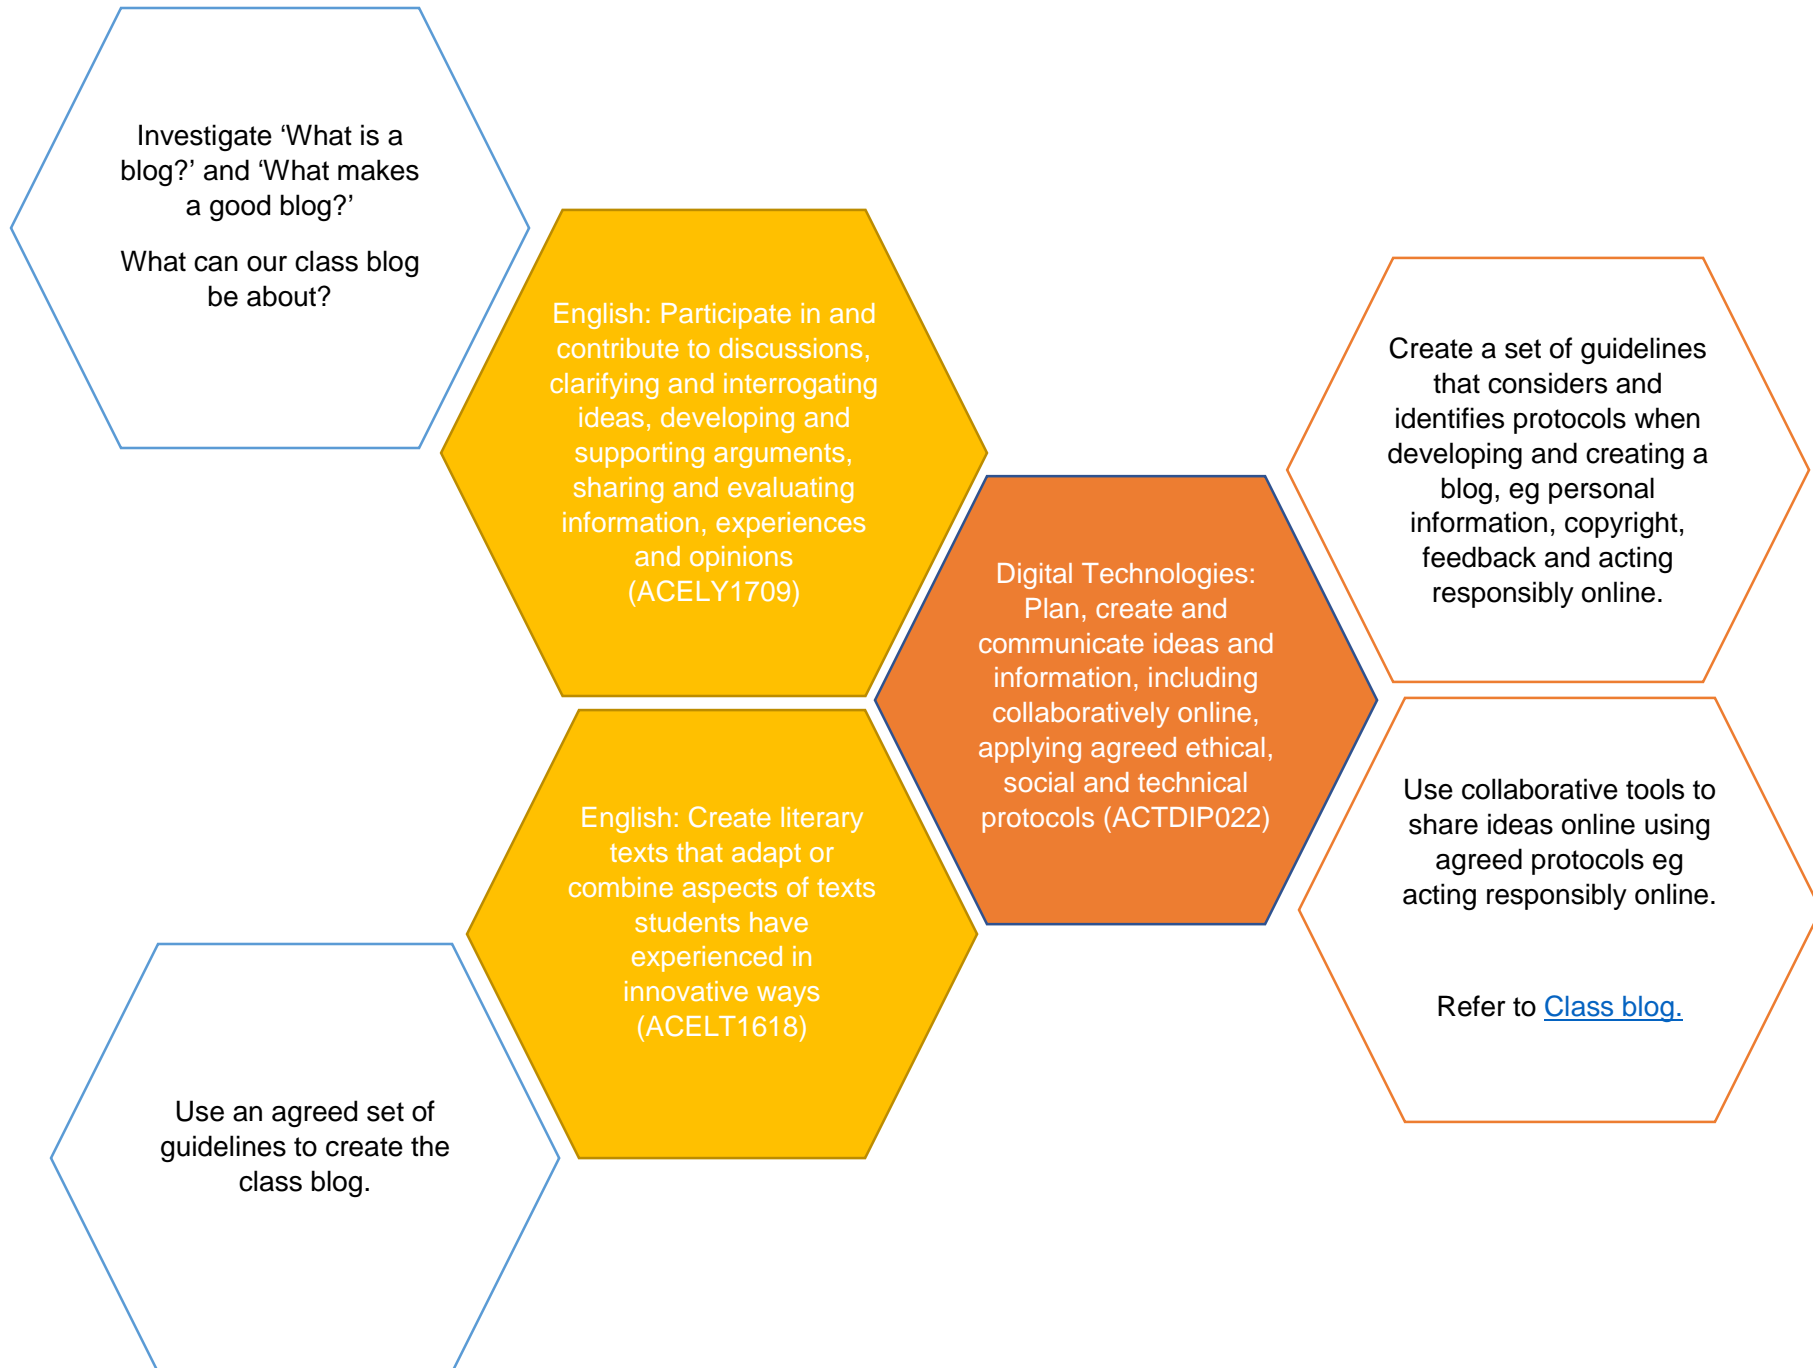 Investigate ‘What is a
blog?’ and ‘What makes
a good blog?’
What can our class blog
be about?
English: Participate in and
contribute to discussions,
clarifying and interrogating
ideas, developing and
supporting arguments,
sharing and evaluating
information, experiences
and opinions
(ACELY1709)
Create a set of guidelines
that considers and
identifies protocols when
developing and creating a
blog, eg personal
information, copyright,
feedback and acting
responsibly online.
Digital Technologies:
Plan, create and
communicate ideas and
information, including
collaboratively online,
applying agreed ethical,
social and technical
protocols (ACTDIP022)
English: Create literary
texts that adapt or
combine aspects of texts
students have
experienced in
innovative ways
(ACELT1618)
Use collaborative tools to
share ideas online using
agreed protocols eg
acting responsibly online.
Refer to Class blog.
Use an agreed set of
guidelines to create the
class blog.